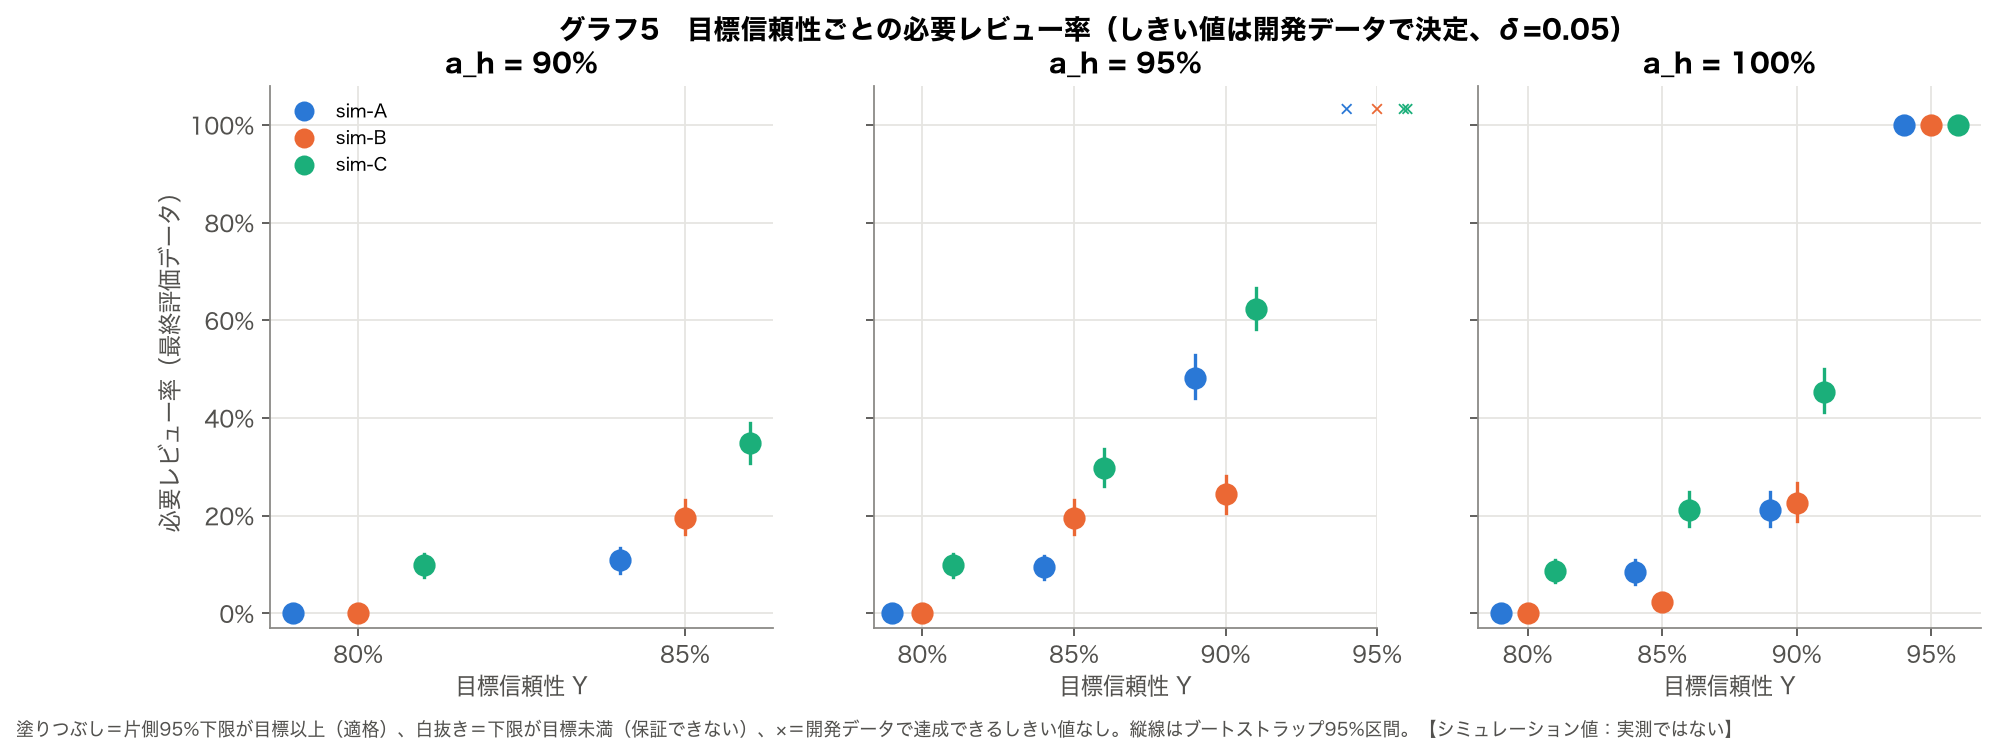 グラフ5　目標信頼性ごとの必要レビュー率（しきい値は開発データで決定、δ=0.05）
a_h = 90%
a_h = 95%
a_h = 100%
sim-A
sim-B
sim-C
必要レビュー率（最終評価データ）
100%
80%
60%
40%
20%
0%
80%
85%
目標信頼性 Y
80%
85%
90%
95%
目標信頼性 Y
80%
85%
90%
95%
目標信頼性 Y
塗りつぶし＝片側95%下限が目標以上（適格）、白抜き＝下限が目標未満（保証できない）、×＝開発データで達成できるしきい値なし。縦線はブートストラップ95%区間。【シミュレーション値：実測ではない】